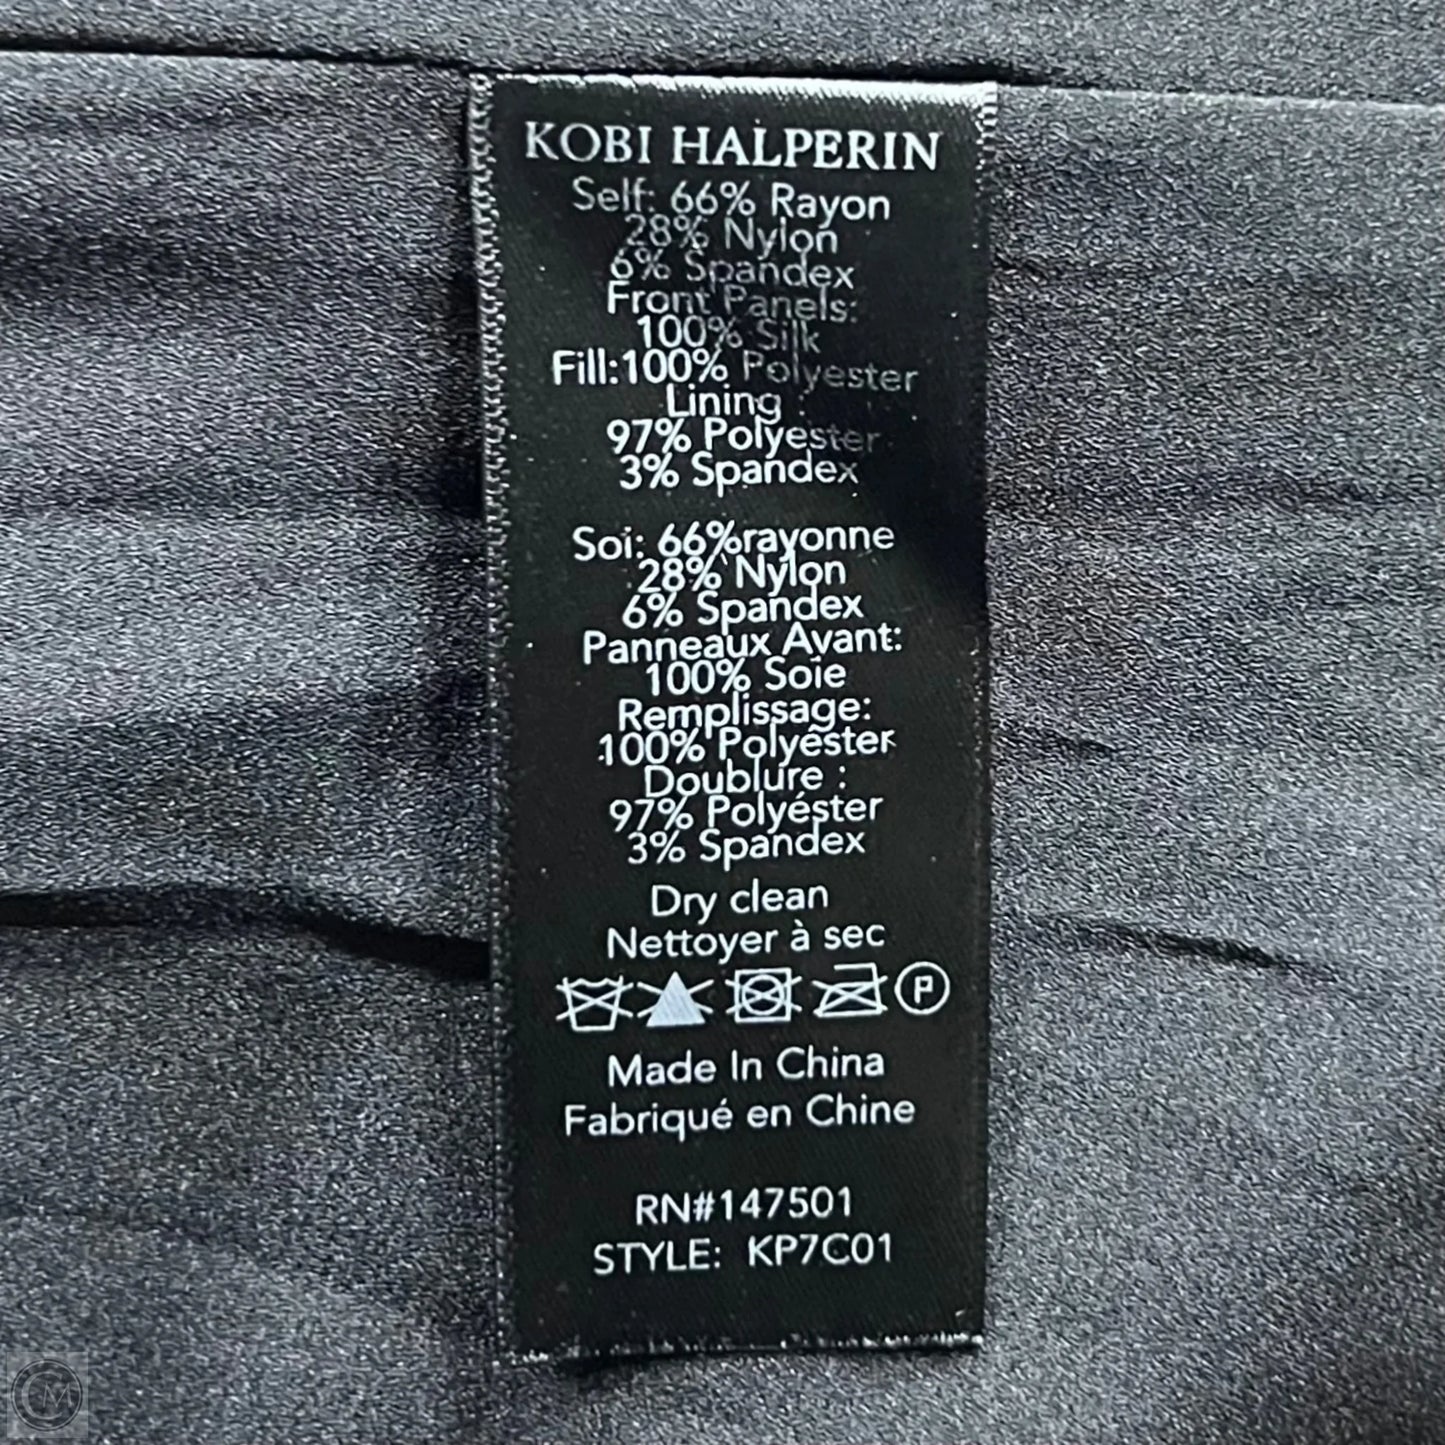 KOBI HALPERIN
Self: 66% Rayon
28% Nylon
6% Spandex
Front Panels:
100% Silk
Fill:100% Polyester
Lining :
97% Polyester
3% Spandex
Soi: 66%rayonne
28% Nylon
6% Spandex
Panneaux Avant:
100% Soie
Remplissage:
100% Polyéster
Doublure :
97% Polyéster
3% Spandex
Dry clean
Nettoyer à sec
P
Made In China
Fabriqué en Chine
RN#147501
STYLE: KP7C01
CM